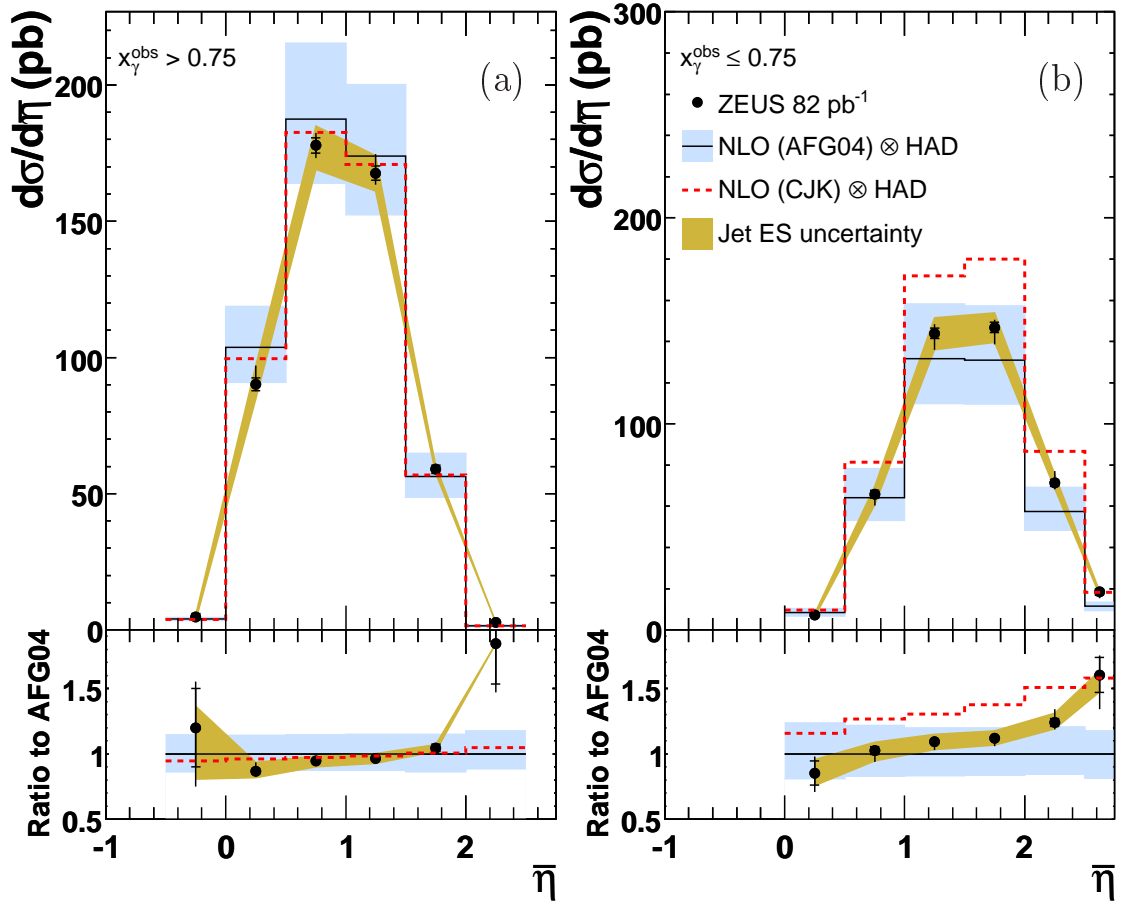 dσ/dη̅ (pb)
x_γ^obs > 0.75
(a)
200
150
100
50
0
Ratio to AFG04
1.5
1
0.5
-1 0 1 2
η̅
dσ/dη̅ (pb)
300
x_γ^obs ≤ 0.75
(b)
ZEUS 82 pb⁻¹
NLO (AFG04) ⊗ HAD
NLO (CJK) ⊗ HAD
Jet ES uncertainty
200
100
0
Ratio to AFG04
1.5
1
0.5
-1 0 1 2
η̅